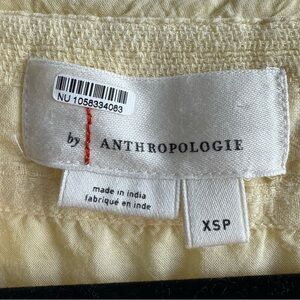 NU 1058334083
by ANTHROPOLOGIE
made in india
fabriqué en inde
XSP